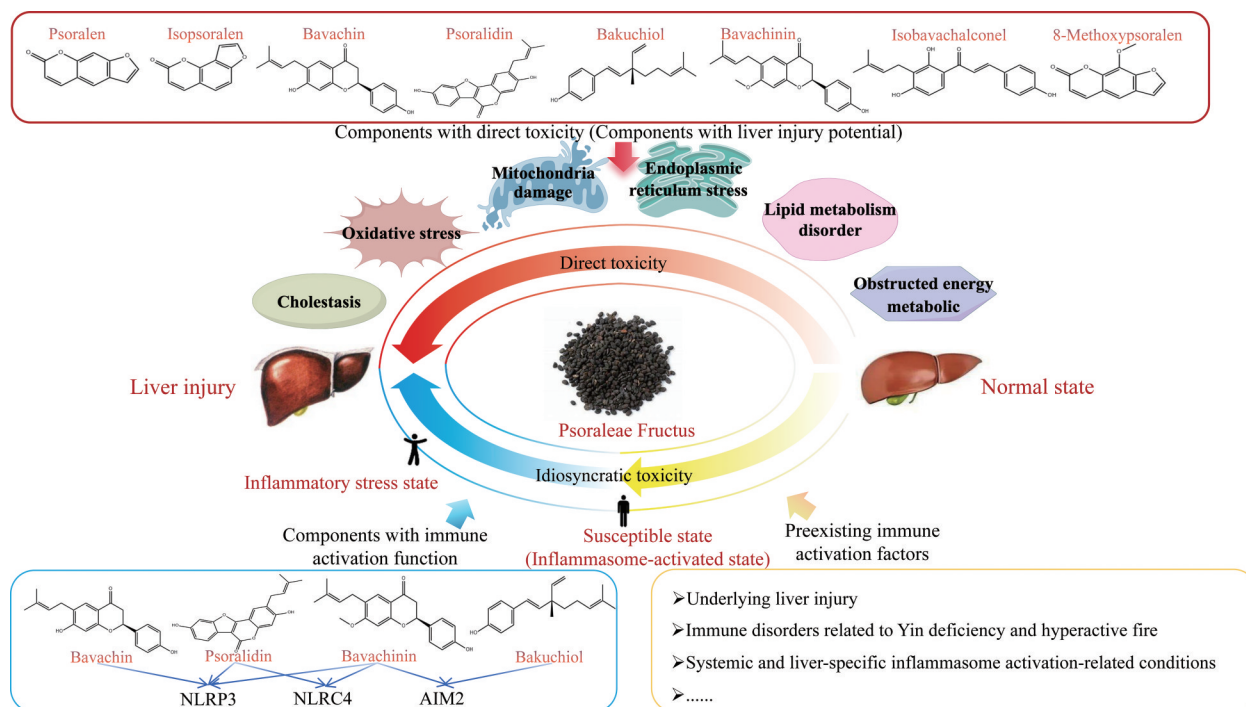 Psoralen
Isopsoralen
Bavachin
Psoralidin
Bakuchiol
Bavachinin
Isobavachalconel
8-Methoxypsoralen
Components with direct toxicity (Components with liver injury potential)
Mitochondria
damage
Endoplasmic
reticulum stress
Oxidative stress
Lipid metabolism
disorder
Cholestasis
Obstructed energy
metabolic
Direct toxicity
Liver injury
Normal state
Psoraleae Fructus
Idiosyncratic toxicity
Inflammatory stress state
Susceptible state
(Inflammasome-activated state)
Components with immune
activation function
Preexisting immune
activation factors
Bavachin
Psoralidin
Bavachinin
Bakuchiol
NLRP3
NLRC4
AIM2
➤Underlying liver injury
➤Immune disorders related to Yin deficiency and hyperactive fire
➤Systemic and liver-specific inflammasome activation-related conditions
➤......